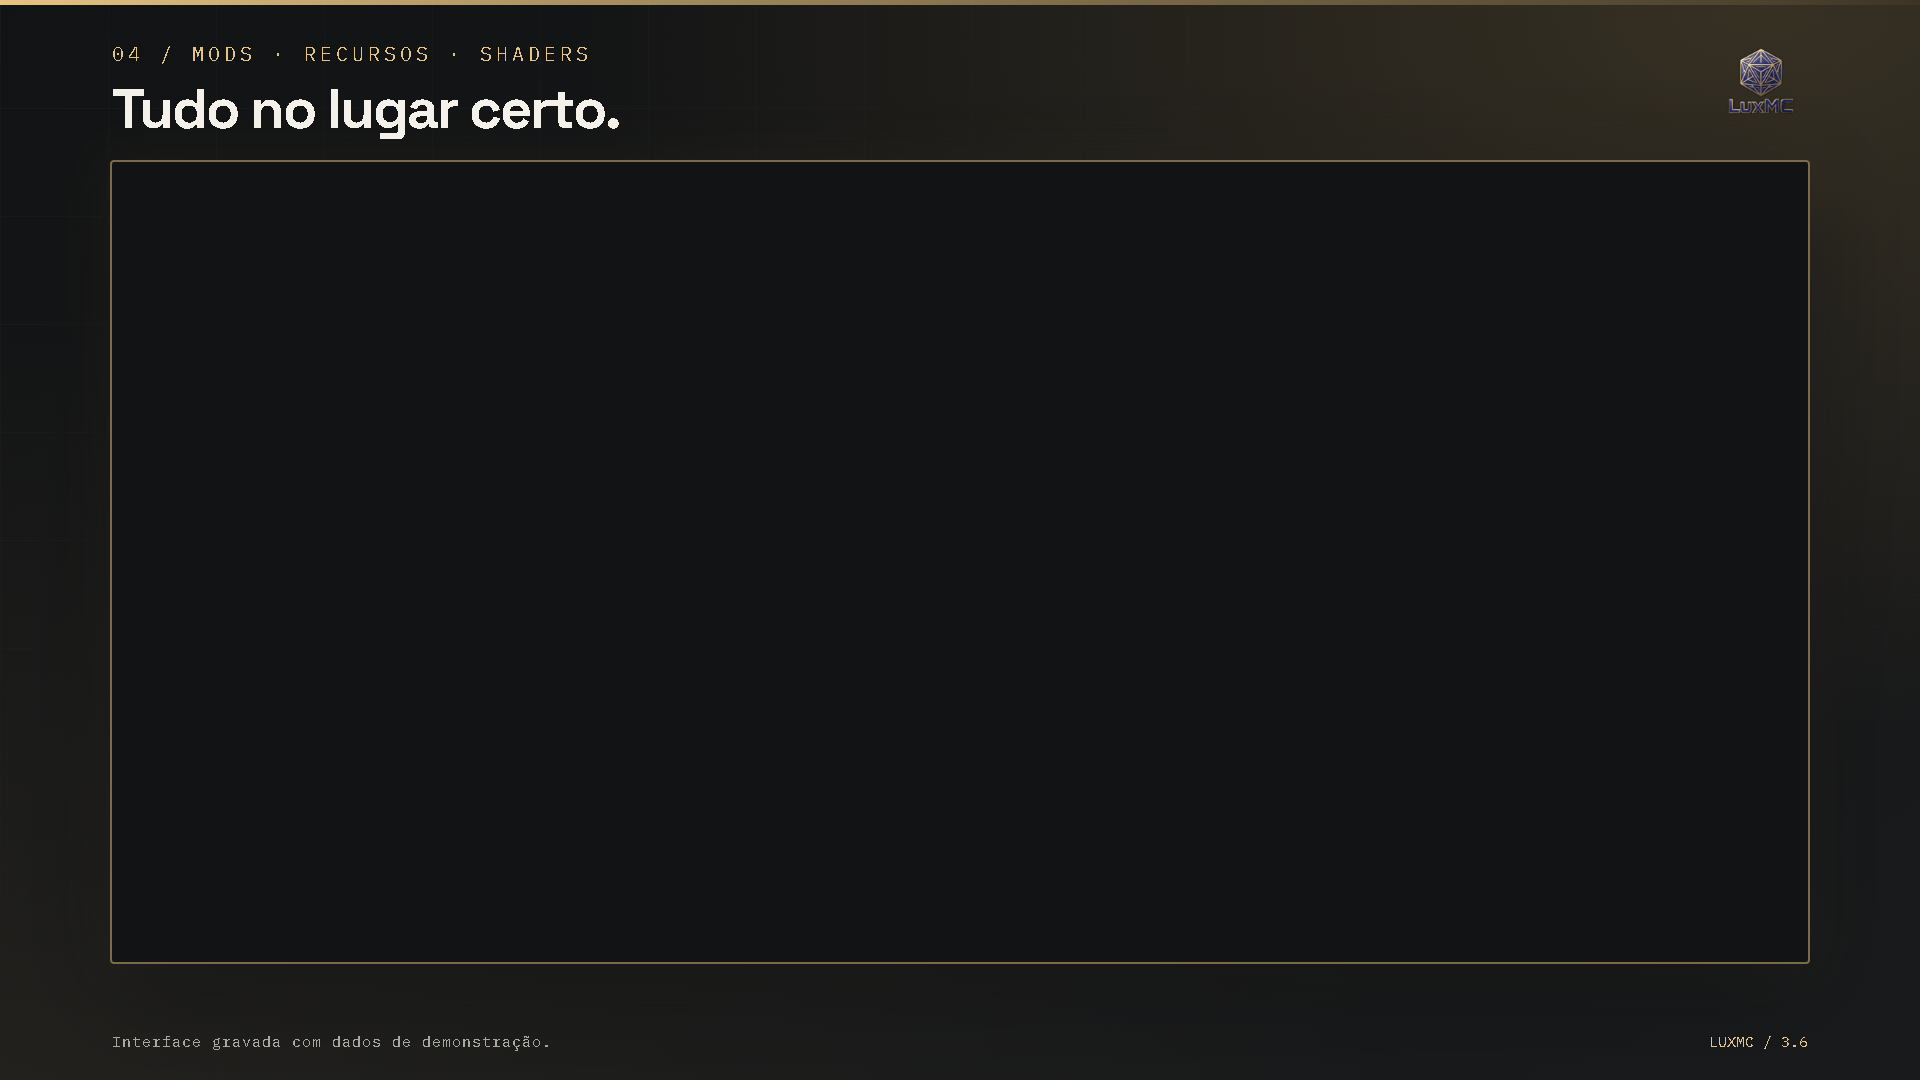 04 / MODS · RECURSOS · SHADERS
Tudo no lugar certo.
LuxMC
Interface gravada com dados de demonstração.
LUXMC / 3.6